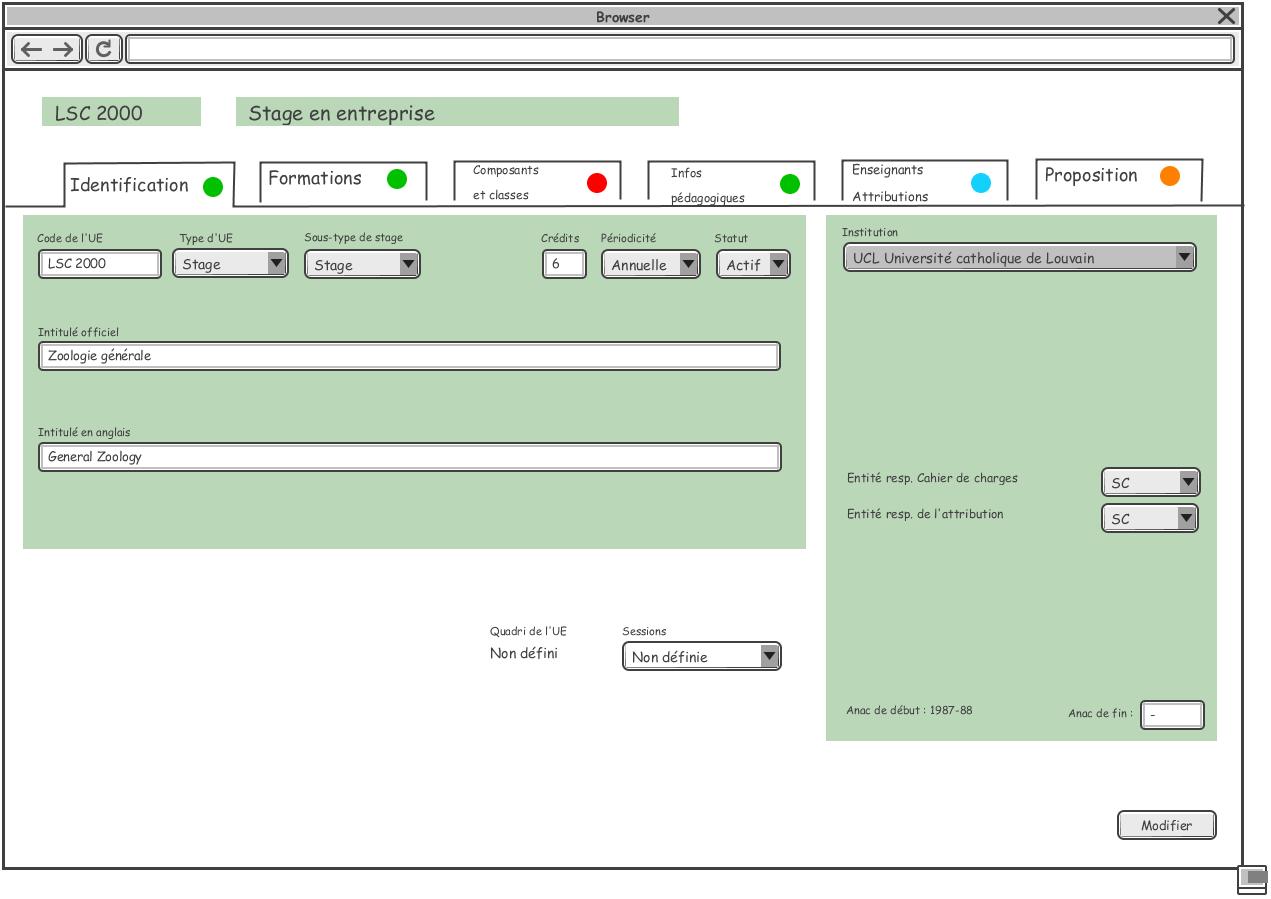 Browser
LSC 2000
Stage en entreprise
Identification
Formations
Composants
et classes
Infos
pédagogiques
Enseignants
Attributions
Proposition
Code de l'UE
Type d'UE
Sous-type de stage
Crédits
Périodicité
Statut
LSC 2000
Stage
Stage
6
Annuelle
Actif
Intitulé officiel
Zoologie générale
Intitulé en anglais
General Zoology
Institution
UCL Université catholique de Louvain
Entité resp. Cahier de charges
SC
Entité resp. de l'attribution
SC
Quadri de l'UE
Sessions
Non défini
Non définie
Anac de début : 1987-88
Anac de fin :
-
Modifier